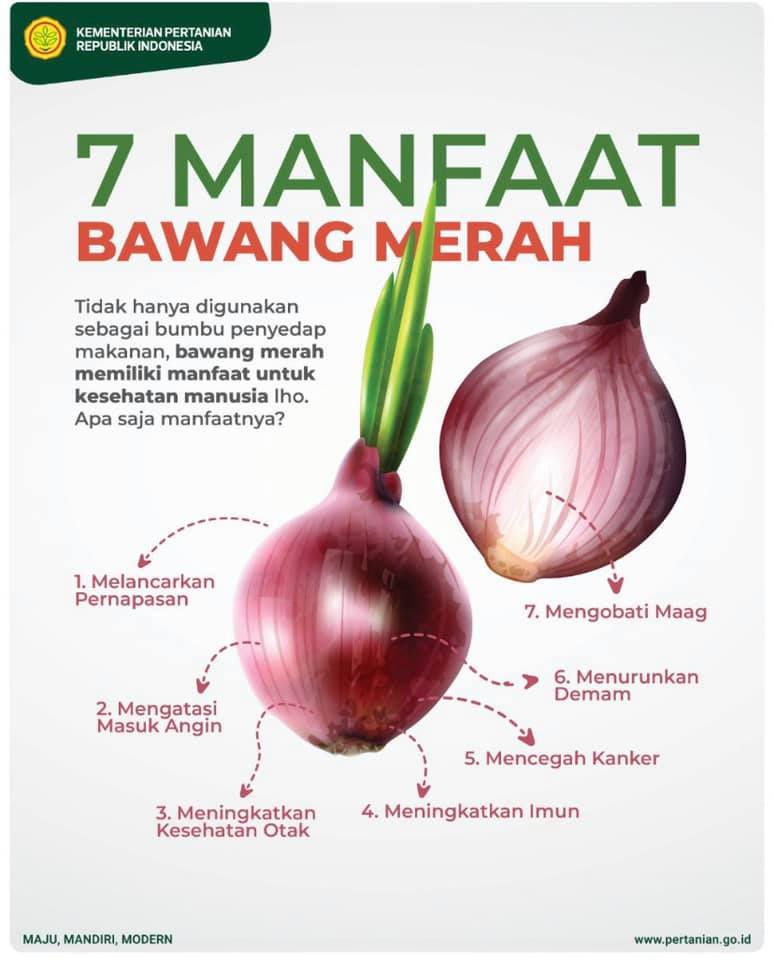 KEMENTERIAN PERTANIAN
REPUBLIK INDONESIA
7 MANFAAT
BAWANG MERAH
Tidak hanya digunakan
sebagai bumbu penyedap
makanan, bawang merah
memiliki manfaat untuk
kesehatan manusia lho.
Apa saja manfaatnya?
1. Melancarkan
Pernapasan
2. Mengatasi
Masuk Angin
3. Meningkatkan
Kesehatan Otak
4. Meningkatkan Imun
5. Mencegah Kanker
6. Menurunkan
Demam
7. Mengobati Maag
MAJU, MANDIRI, MODERN
www.pertanian.go.id